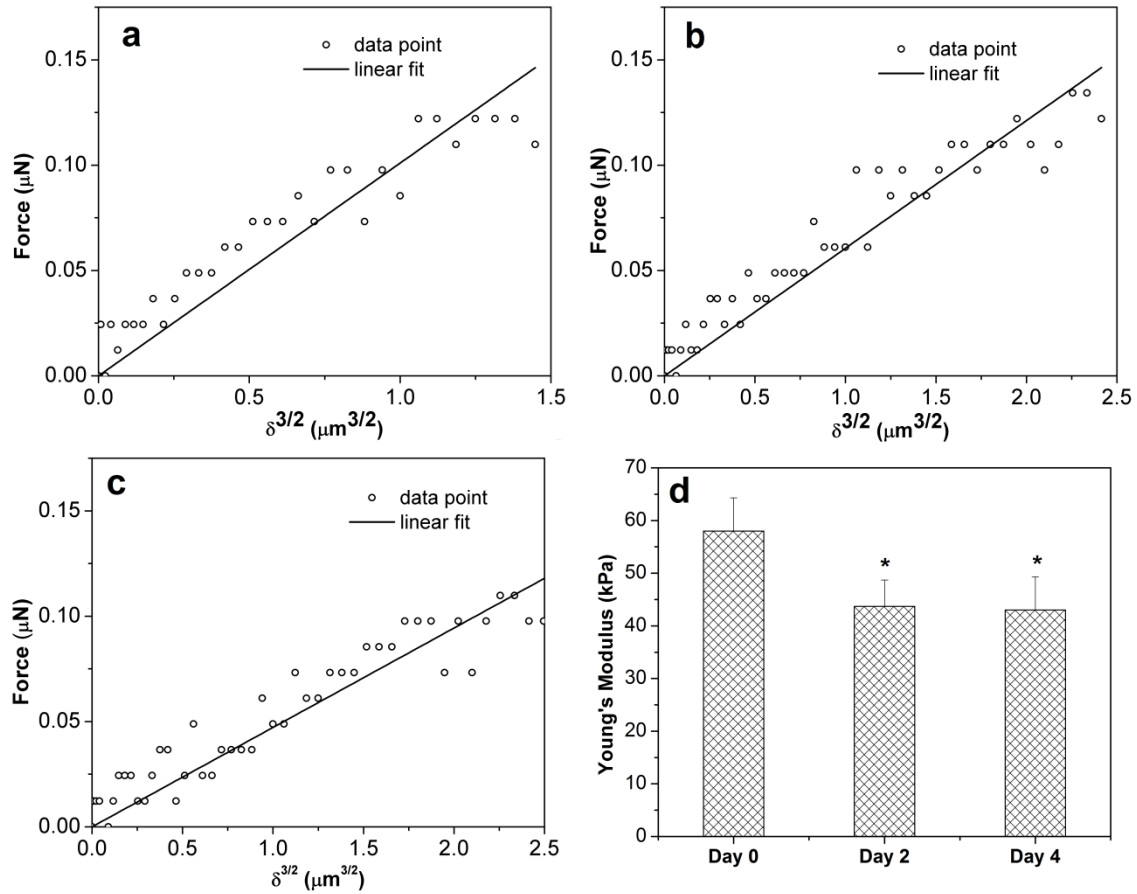 a
data point
linear fit
0.15
0.10
0.05
0.00
Force (μN)
0.0
0.5
1.0
1.5
δ3/2 (μm3/2)
b
data point
linear fit
0.15
0.10
0.05
0.00
Force (μN)
0.0
0.5
1.0
1.5
2.0
2.5
δ3/2 (μm3/2)
c
data point
linear fit
0.15
0.10
0.05
0.00
Force (μN)
0.0
0.5
1.0
1.5
2.0
2.5
δ3/2 (μm3/2)
d
70
60
50
40
30
20
10
0
Young's Modulus (kPa)
*
*
Day 0
Day 2
Day 4